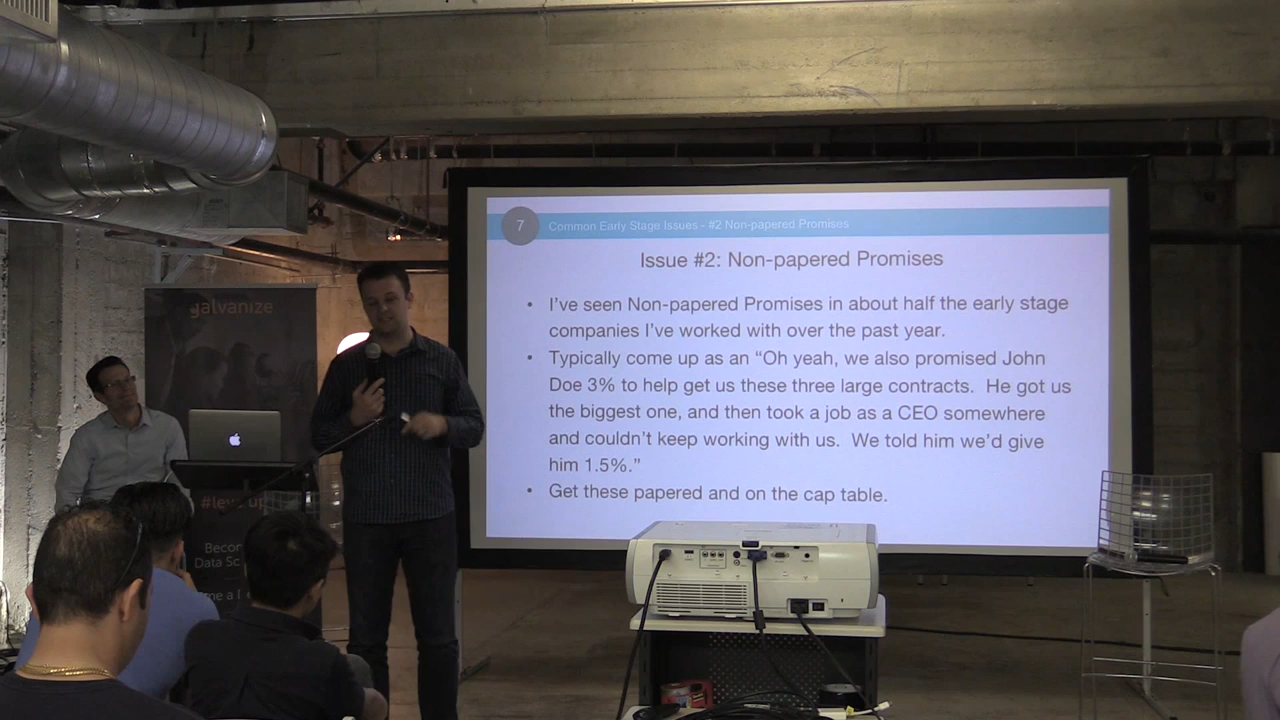 7
Common Early Stage Issues - #2 Non-papered Promises
Issue #2: Non-papered Promises
• I've seen Non-papered Promises in about half the early stage
companies I've worked with over the past year.
• Typically come up as an “Oh yeah, we also promised John
Doe 3% to help get us these three large contracts. He got us
the biggest one, and then took a job as a CEO somewhere
and couldn't keep working with us. We told him we'd give
him 1.5%.”
• Get these papered and on the cap table.
galvanize
Data